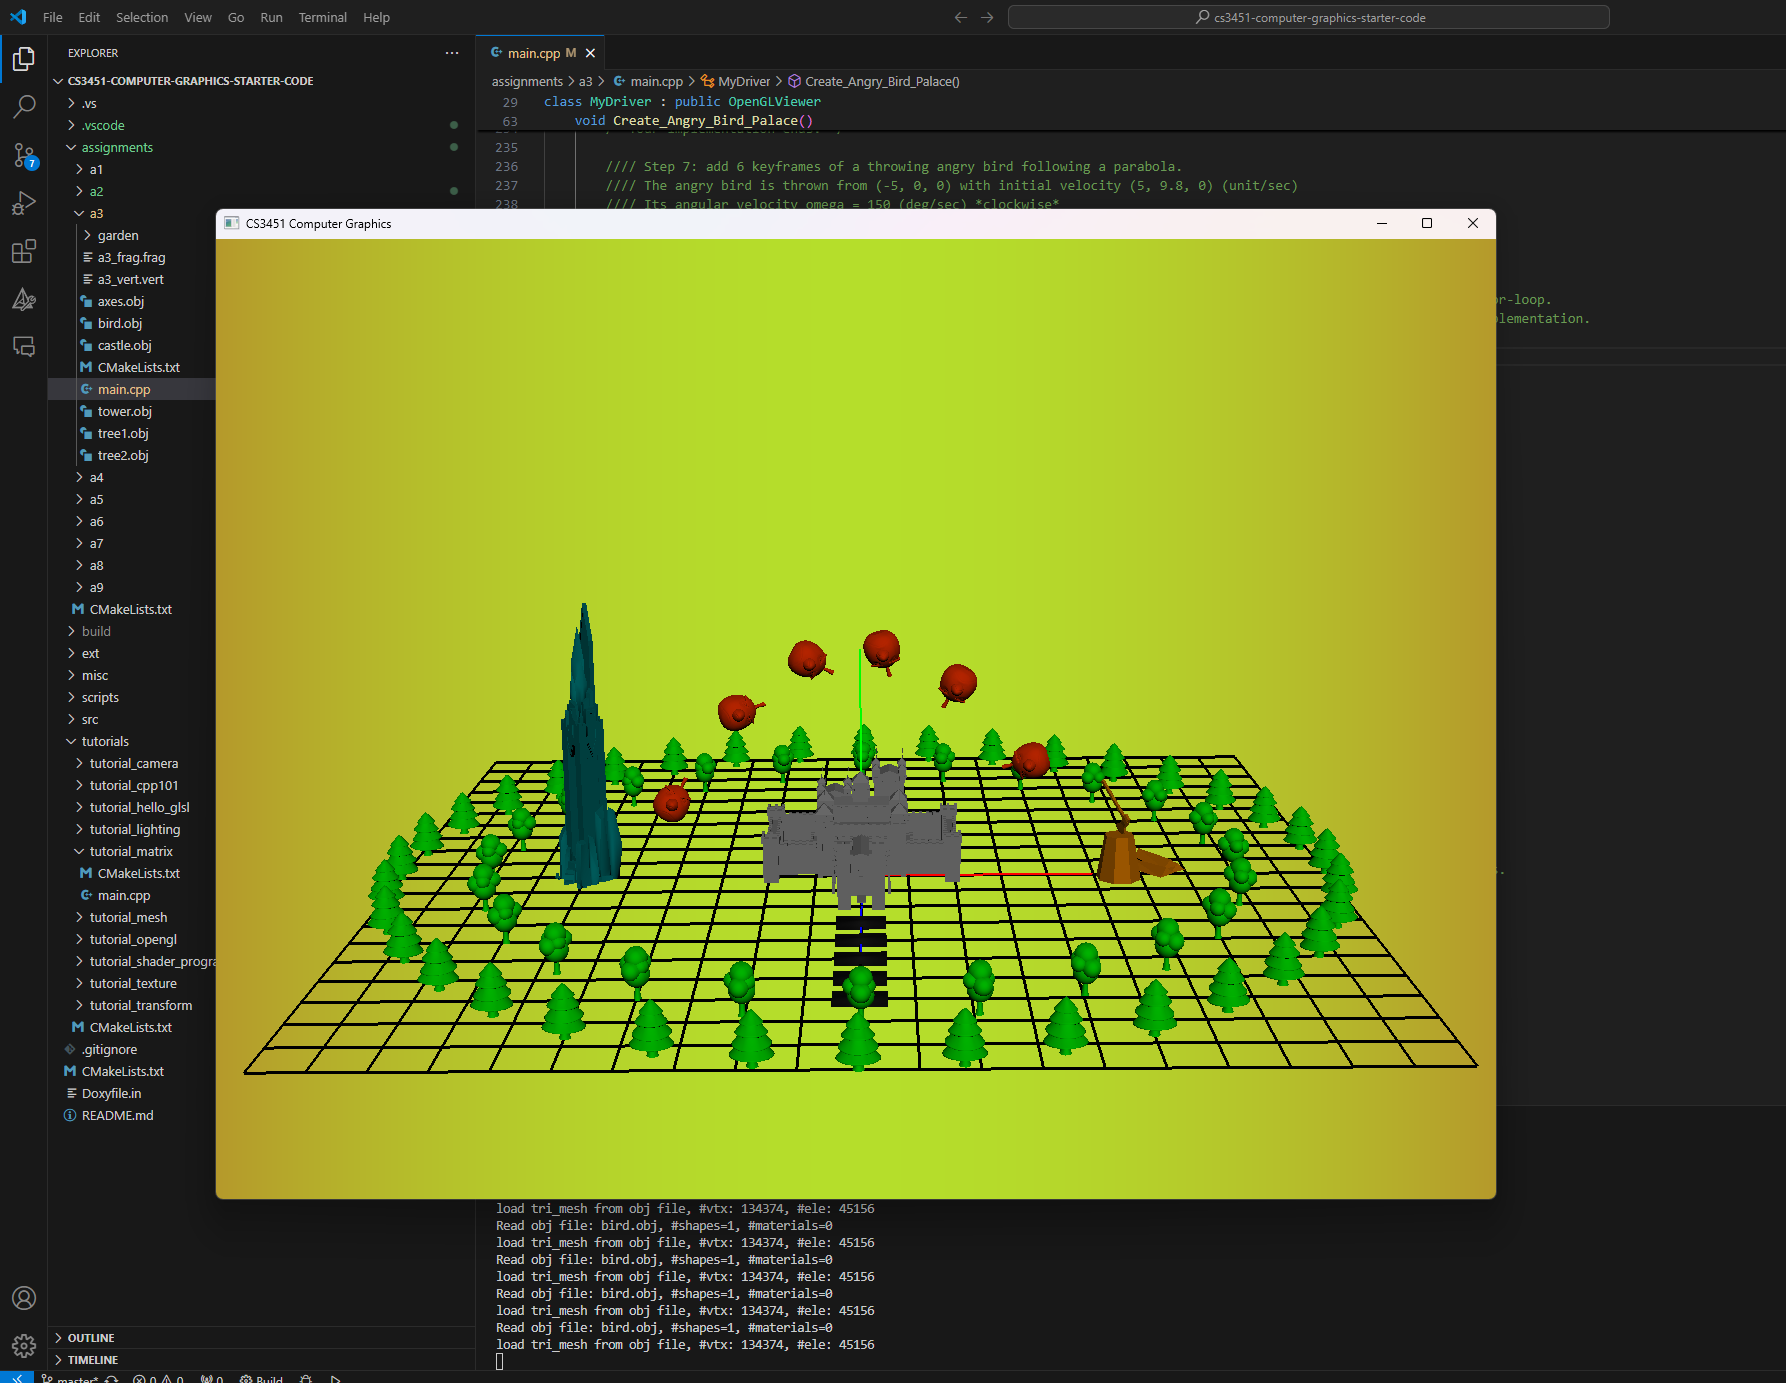 File Edit Selection View Go Run Terminal Help
cs3451-computer-graphics-starter-code
EXPLORER
CS3451-COMPUTER-GRAPHICS-STARTER-CODE
.vs
.vscode
assignments
a1
a2
a3
garden
a3_frag.frag
a3_vert.vert
axes.obj
bird.obj
castle.obj
CMakeLists.txt
main.cpp
tower.obj
tree1.obj
tree2.obj
a4
a5
a6
a7
a8
a9
CMakeLists.txt
build
ext
misc
scripts
src
tutorials
tutorial_camera
tutorial_cpp101
tutorial_hello_glsl
tutorial_lighting
tutorial_matrix
CMakeLists.txt
main.cpp
tutorial_mesh
tutorial_opengl
tutorial_shader_progra
tutorial_texture
tutorial_transform
CMakeLists.txt
.gitignore
CMakeLists.txt
Doxyfile.in
README.md
OUTLINE
TIMELINE
7
main.cpp M
assignments > a3 > main.cpp > MyDriver > Create_Angry_Bird_Palace()
29 class MyDriver : public OpenGLViewer
63 void Create_Angry_Bird_Palace()
235
236 //// Step 7: add 6 keyframes of a throwing angry bird following a parabola.
237 //// The angry bird is thrown from (-5, 0, 0) with initial velocity (5, 9.8, 0) (unit/sec)
238 //// Its angular velocity omega = 150 (deg/sec) *clockwise*
or-loop.
plementation.
CS3451 Computer Graphics
load tri_mesh from obj file, #vtx: 134374, #ele: 45156
Read obj file: bird.obj, #shapes=1, #materials=0
load tri_mesh from obj file, #vtx: 134374, #ele: 45156
Read obj file: bird.obj, #shapes=1, #materials=0
load tri_mesh from obj file, #vtx: 134374, #ele: 45156
Read obj file: bird.obj, #shapes=1, #materials=0
load tri_mesh from obj file, #vtx: 134374, #ele: 45156
Read obj file: bird.obj, #shapes=1, #materials=0
load tri_mesh from obj file, #vtx: 134374, #ele: 45156
master* 0 0 0 Build